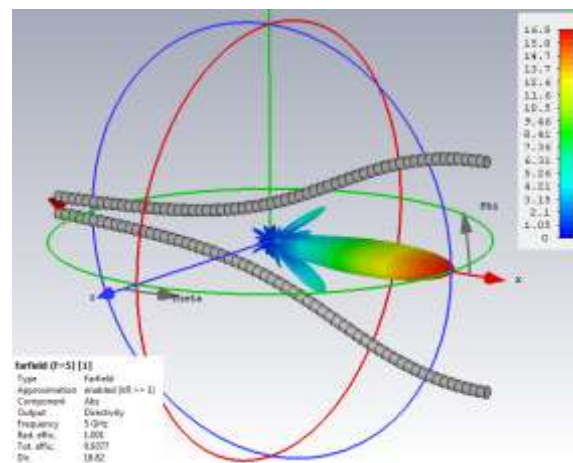 16.8
15.8
14.7
13.7
12.6
11.6
10.5
9.46
8.41
7.36
6.31
5.26
4.21
3.15
2.1
1.05
0
Phi
x
z
Theta
farfield (f=5) [1]
Type Farfield
Approximation enabled (kR >> 1)
Component Abs
Output Directivity
Frequency 5 GHz
Rad. effic. 1.001
Tot. effic.
Dir.